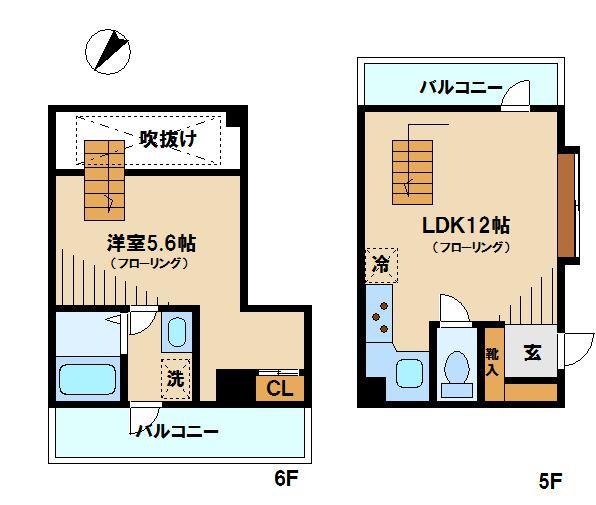 吹抜け
洋室5.6帖
(フローリング)
洗
CL
バルコニー
6F
バルコニー
LDK12帖
(フローリング)
冷
靴入
玄
5F